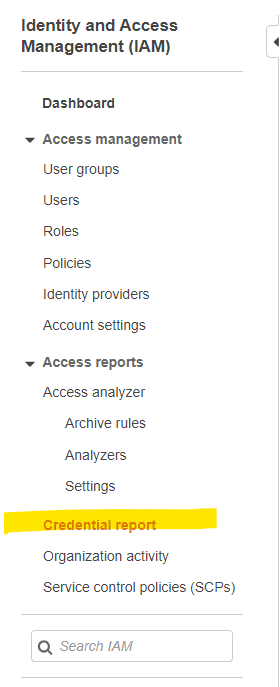 Identity and Access
Management (IAM)
Dashboard
Access management
User groups
Users
Roles
Policies
Identity providers
Account settings
Access reports
Access analyzer
Archive rules
Analyzers
Settings
Credential report
Organization activity
Service control policies (SCPs)
Search IAM